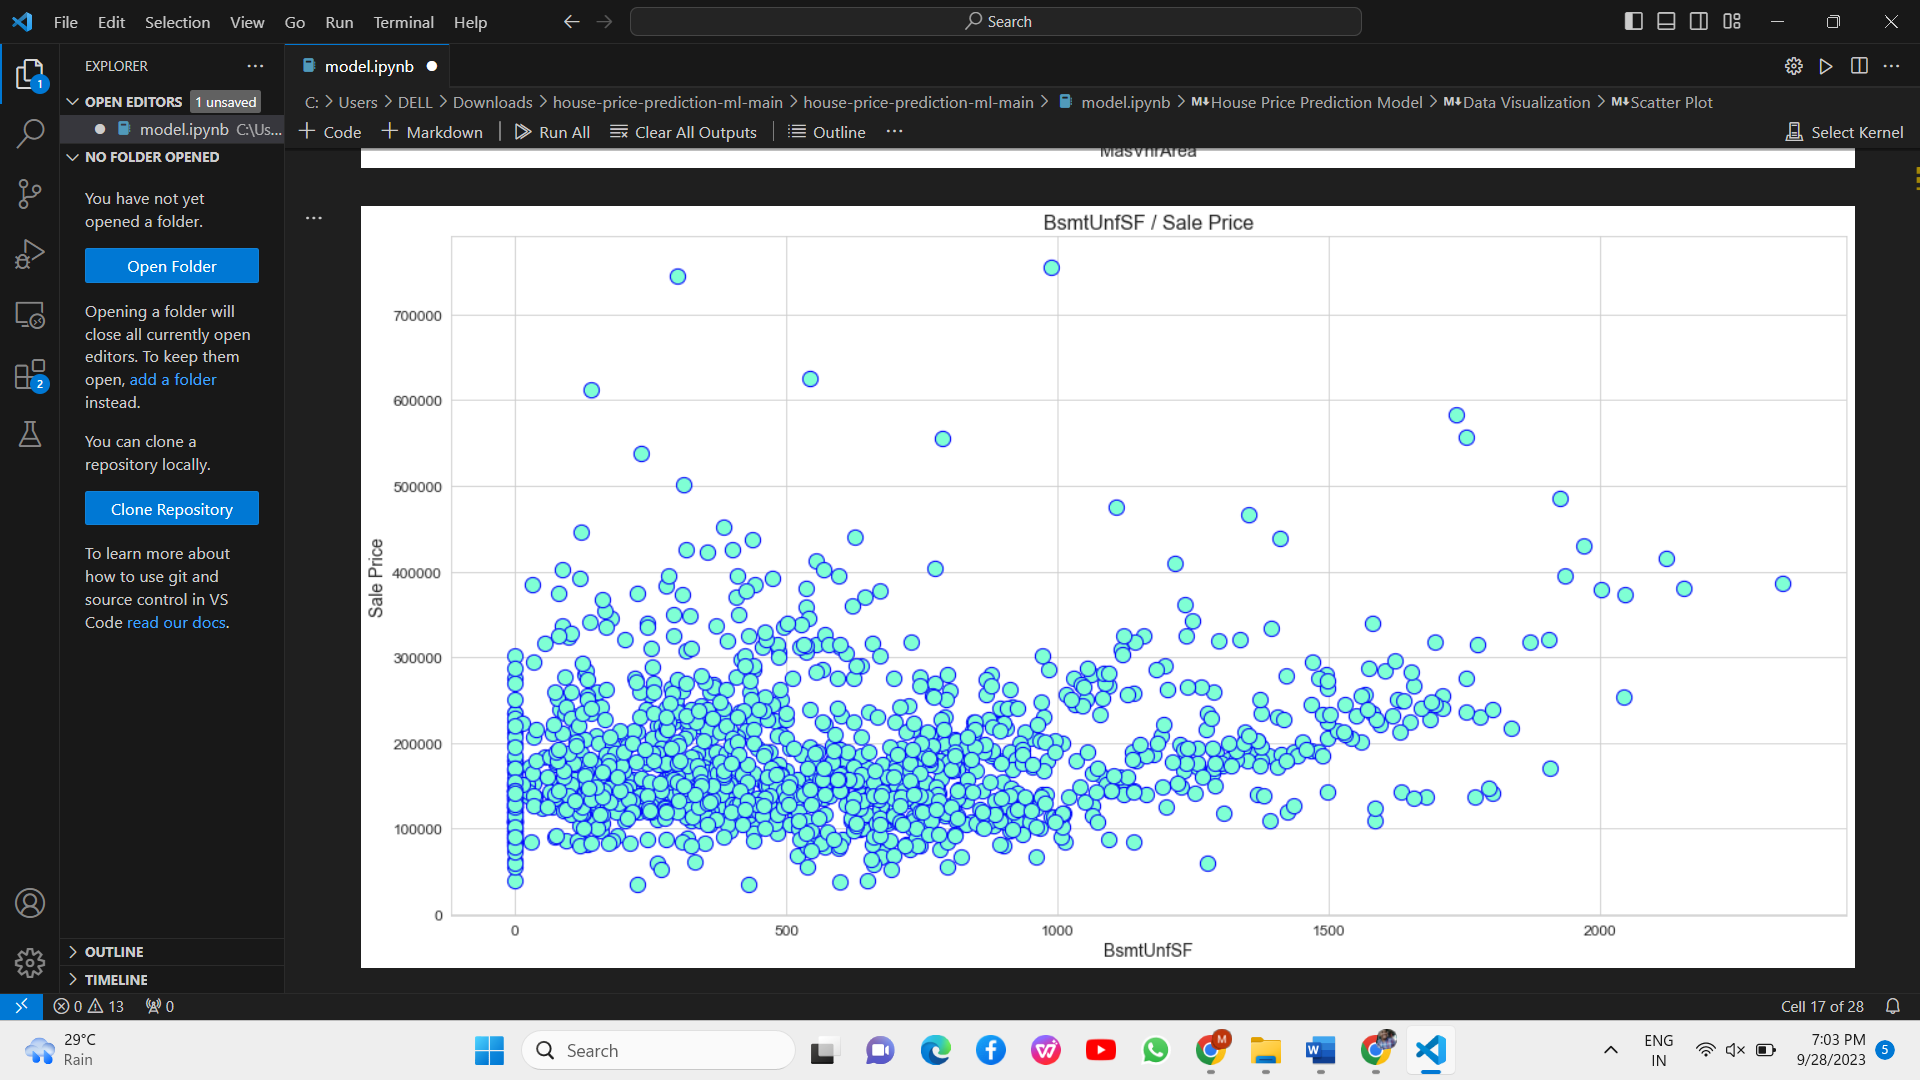 File Edit Selection View Go Run Terminal Help
Search
EXPLORER
OPEN EDITORS 1 unsaved
model.ipynb C:\Us...
NO FOLDER OPENED
You have not yet
opened a folder.
Open Folder
Opening a folder will
close all currently open
editors. To keep them
open, add a folder
instead.
You can clone a
repository locally.
Clone Repository
To learn more about
how to use git and
source control in VS
Code read our docs.
OUTLINE
TIMELINE
1
2
model.ipynb
C: > Users > DELL > Downloads > house-price-prediction-ml-main > house-price-prediction-ml-main > model.ipynb > M↓House Price Prediction Model > M↓Data Visualization > M↓Scatter Plot
+ Code + Markdown Run All Clear All Outputs Outline ... Select Kernel
MasVnrArea
BsmtUnfSF / Sale Price
700000
600000
500000
400000
300000
200000
100000
0
Sale Price
0 500 1000 1500 2000
BsmtUnfSF
0 13 0 Cell 17 of 28
29°C
Rain
Search
M
ENG
IN
7:03 PM
9/28/2023
5